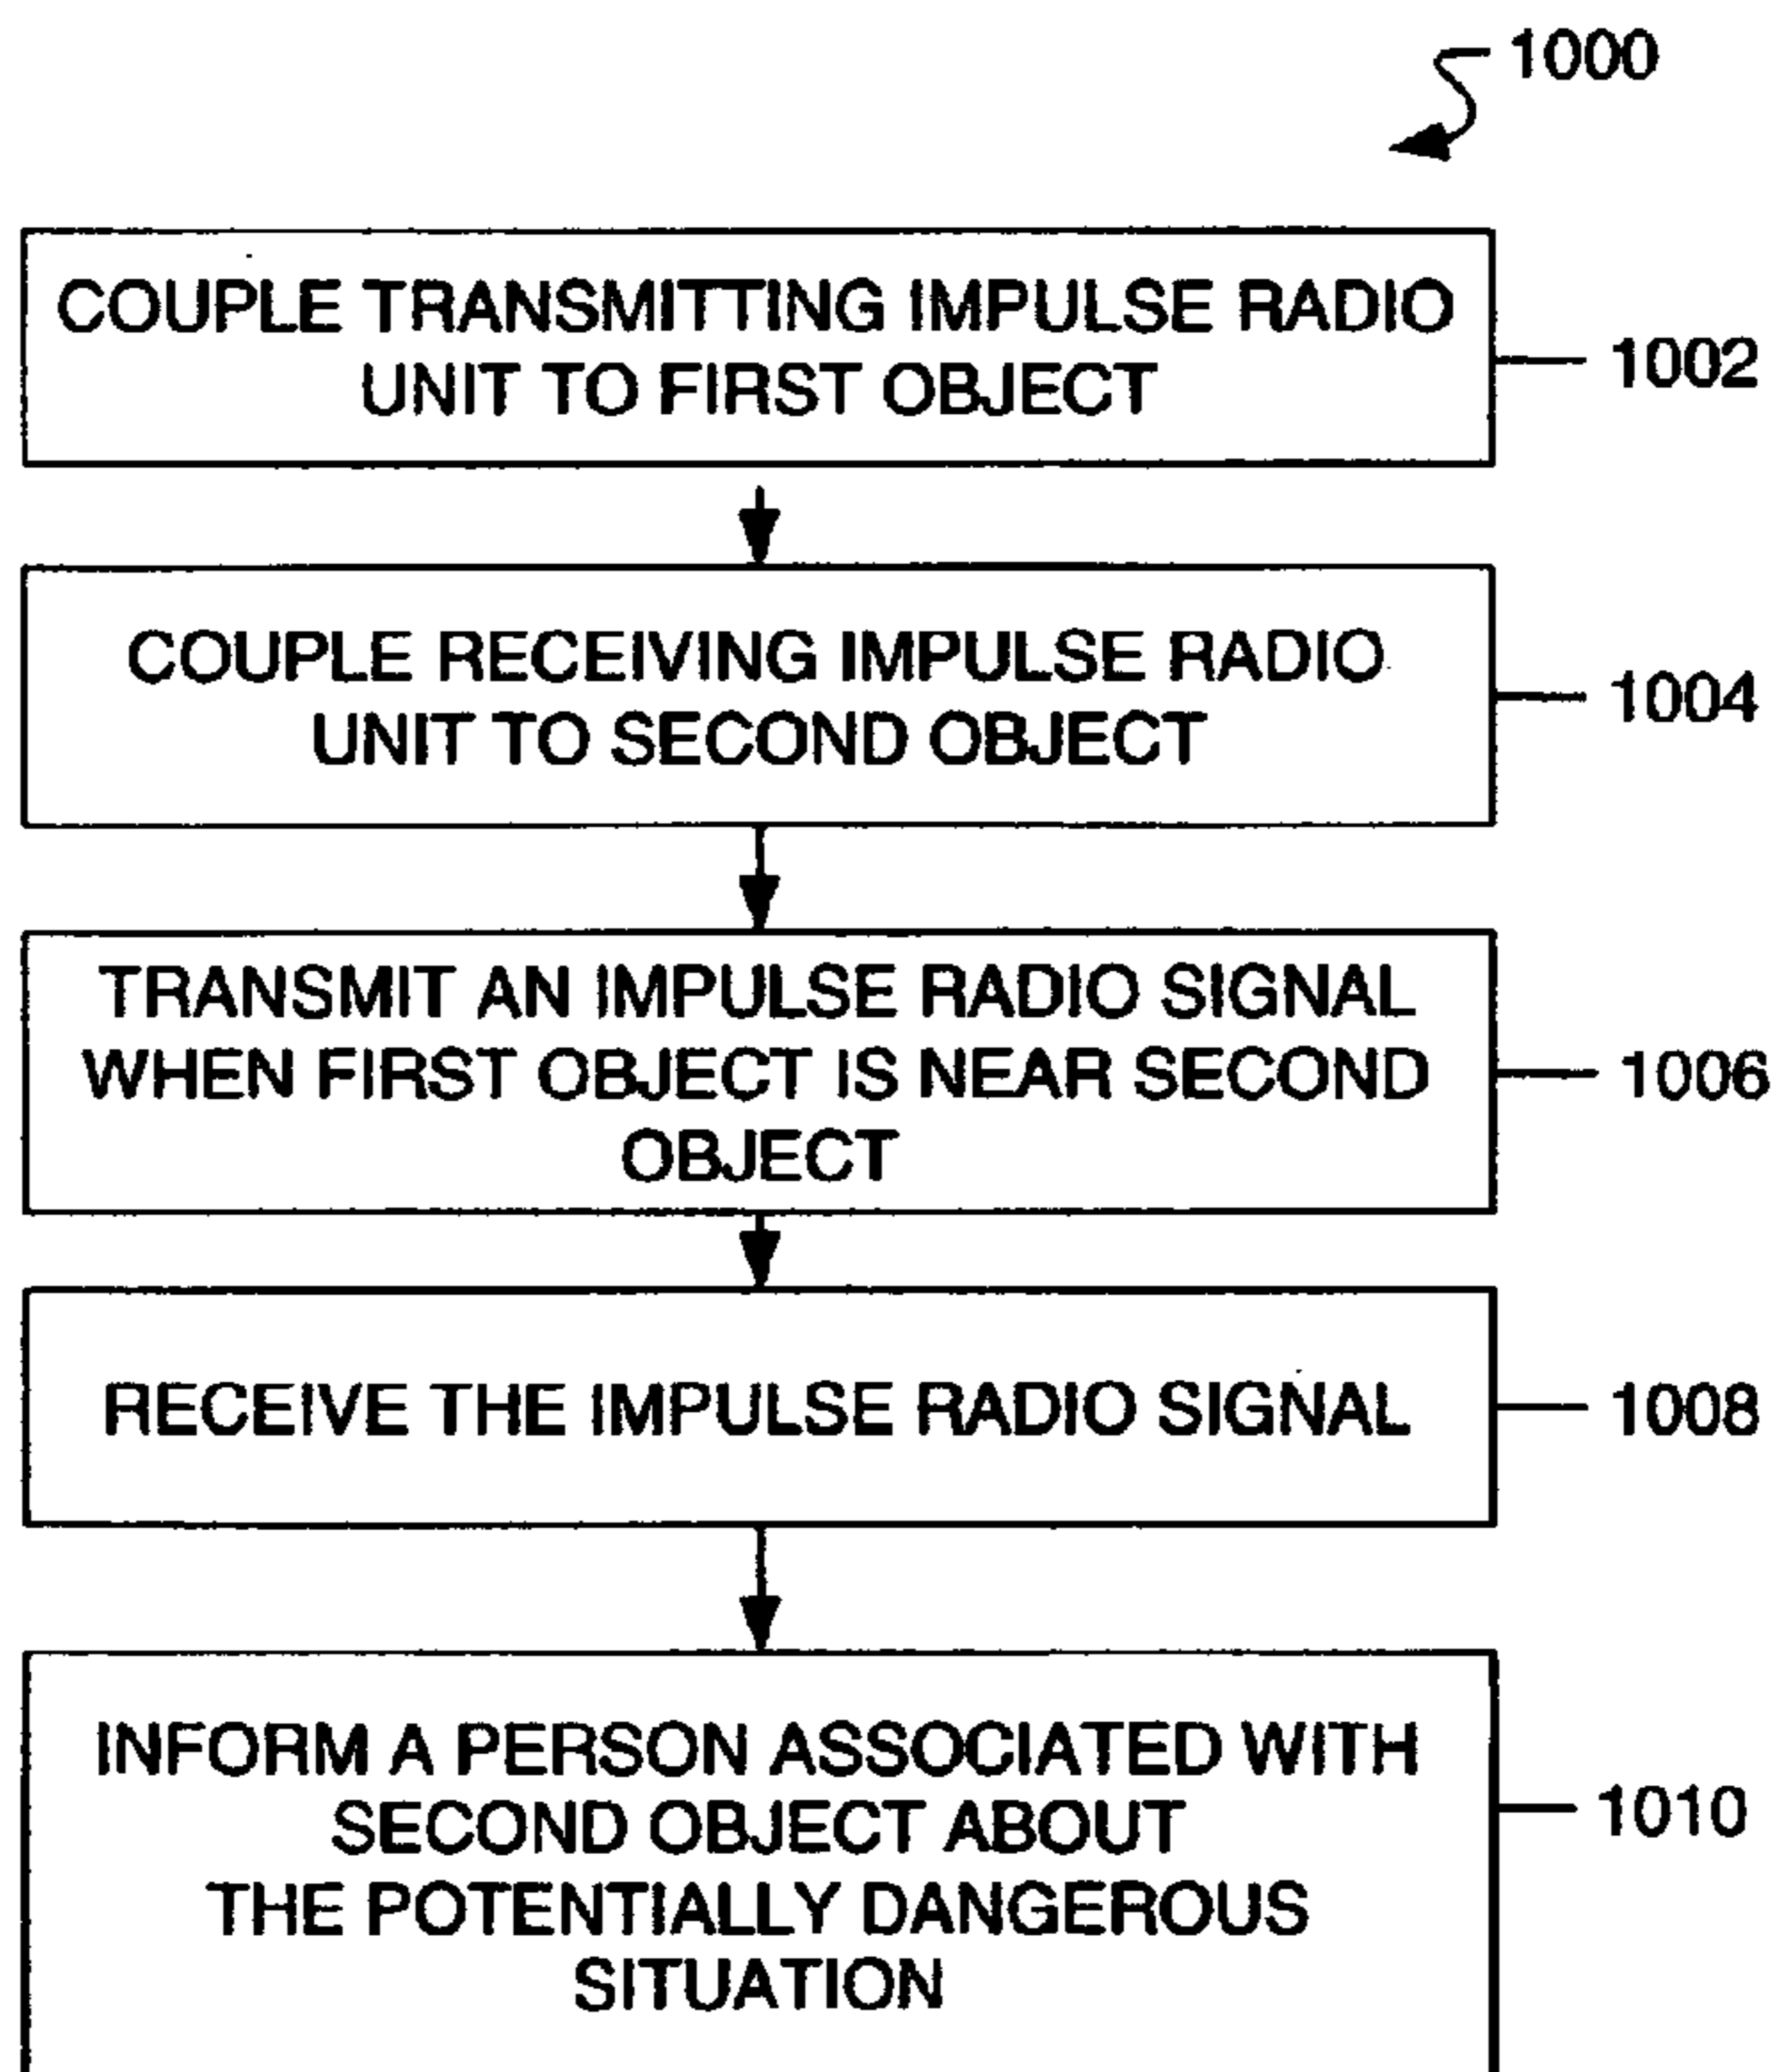 1000
COUPLE TRANSMITTING IMPULSE RADIO
UNIT TO FIRST OBJECT
1002
COUPLE RECEIVING IMPULSE RADIO
UNIT TO SECOND OBJECT
1004
TRANSMIT AN IMPULSE RADIO SIGNAL
WHEN FIRST OBJECT IS NEAR SECOND
OBJECT
1006
RECEIVE THE IMPULSE RADIO SIGNAL
1008
INFORM A PERSON ASSOCIATED WITH
SECOND OBJECT ABOUT
THE POTENTIALLY DANGEROUS
SITUATION
1010